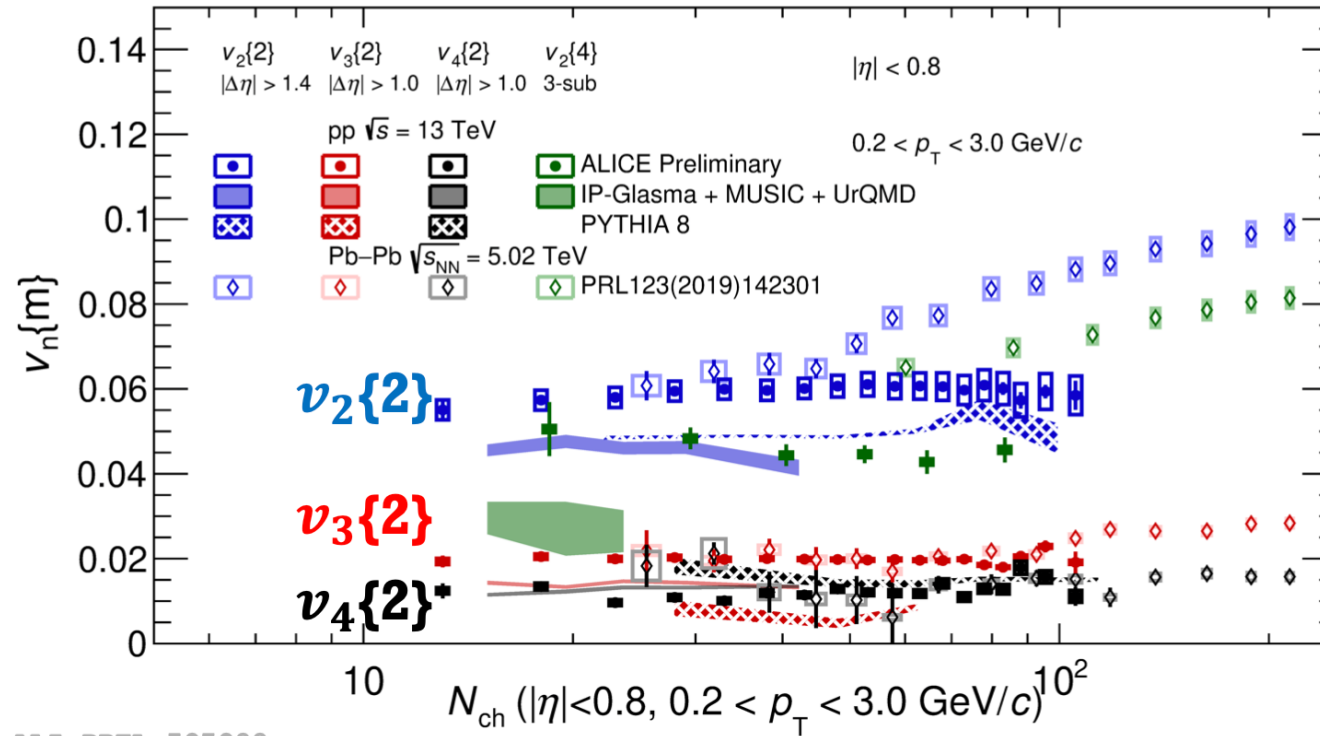 0.14
0.12
0.1
0.08
0.06
0.04
0.02
0
vₙ{m}
v₂{2} v₃{2} v₄{2} v₂{4}
|Δη| > 1.4 |Δη| > 1.0 |Δη| > 1.0 3-sub
|η| < 0.8
pp √s = 13 TeV
0.2 < p_T < 3.0 GeV/c
ALICE Preliminary
IP-Glasma + MUSIC + UrQMD
PYTHIA 8
Pb–Pb √s_NN = 5.02 TeV
PRL123(2019)142301
v₂{2}
v₃{2}
v₄{2}
10 10²
N_ch (|η|<0.8, 0.2 < p_T < 3.0 GeV/c)